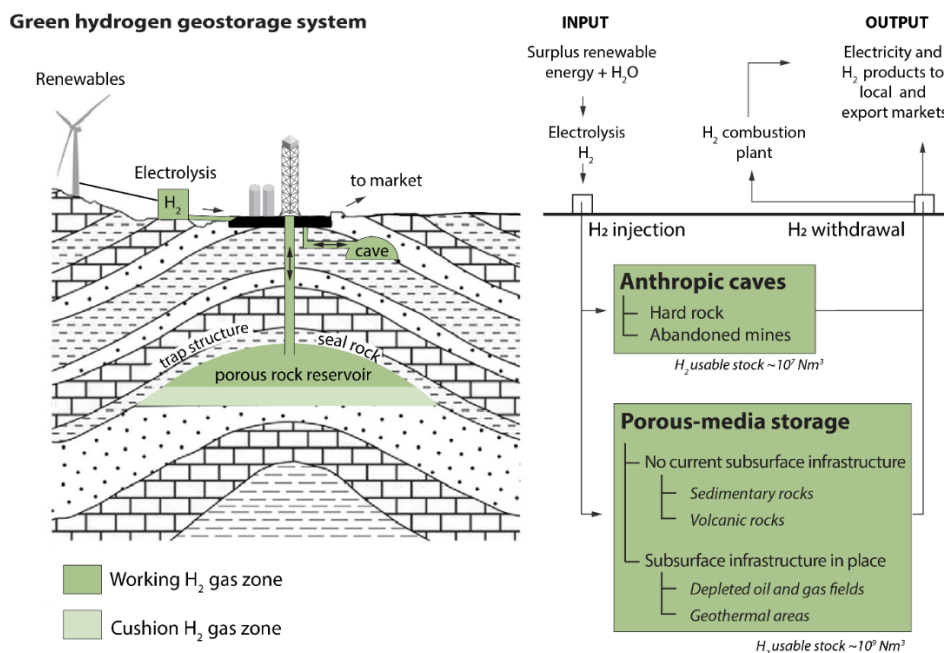 Green hydrogen geostorage system
Renewables
Electrolysis
H₂
to market
cave
trap structure
seal rock
porous rock reservoir
Working H₂ gas zone
Cushion H₂ gas zone
INPUT
Surplus renewable
energy + H₂O
Electrolysis
H₂
H₂ injection
OUTPUT
Electricity and
H₂ products to
local and
export markets
H₂ combustion
plant
H₂ withdrawal
Anthropic caves
Hard rock
Abandoned mines
H₂ usable stock ~10⁷ Nm³
Porous-media storage
No current subsurface infrastructure
Sedimentary rocks
Volcanic rocks
Subsurface infrastructure in place
Depleted oil and gas fields
Geothermal areas
H₂ usable stock ~10⁹ Nm³